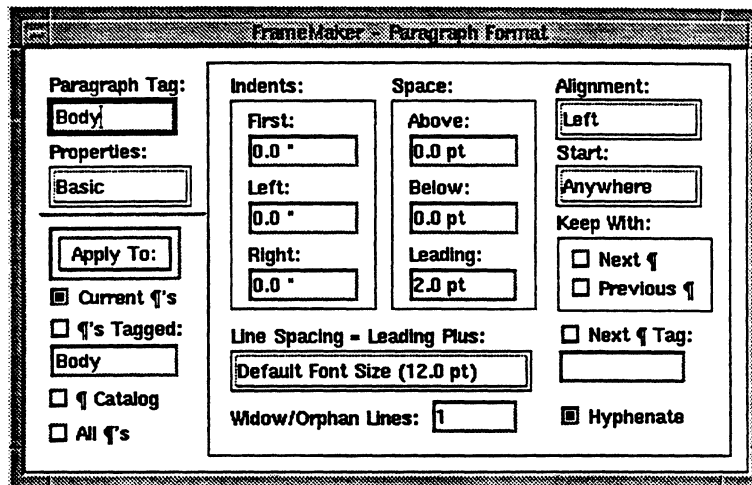 FrameMaker - Paragraph Format
Paragraph Tag:
Body
Properties:
Basic
Apply To:
Current ¶'s
¶'s Tagged:
Body
¶ Catalog
All ¶'s
Indents:
First:
0.0 "
Left:
0.0 "
Right:
0.0 "
Space:
Above:
0.0 pt
Below:
0.0 pt
Leading:
2.0 pt
Line Spacing = Leading Plus:
Default Font Size (12.0 pt)
Widow/Orphan Lines: 1
Alignment:
Left
Start:
Anywhere
Keep With:
Next ¶
Previous ¶
Next ¶ Tag:
Hyphenate